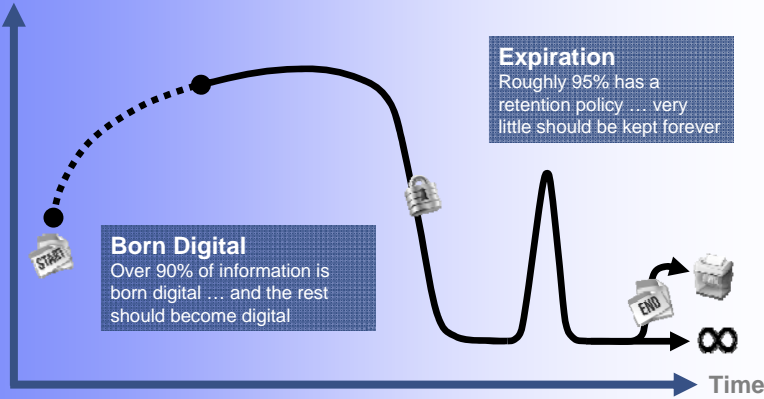 Expiration
Roughly 95% has a
retention policy … very
little should be kept forever
START
Born Digital
Over 90% of information is
born digital … and the rest
should become digital
END
∞
Time